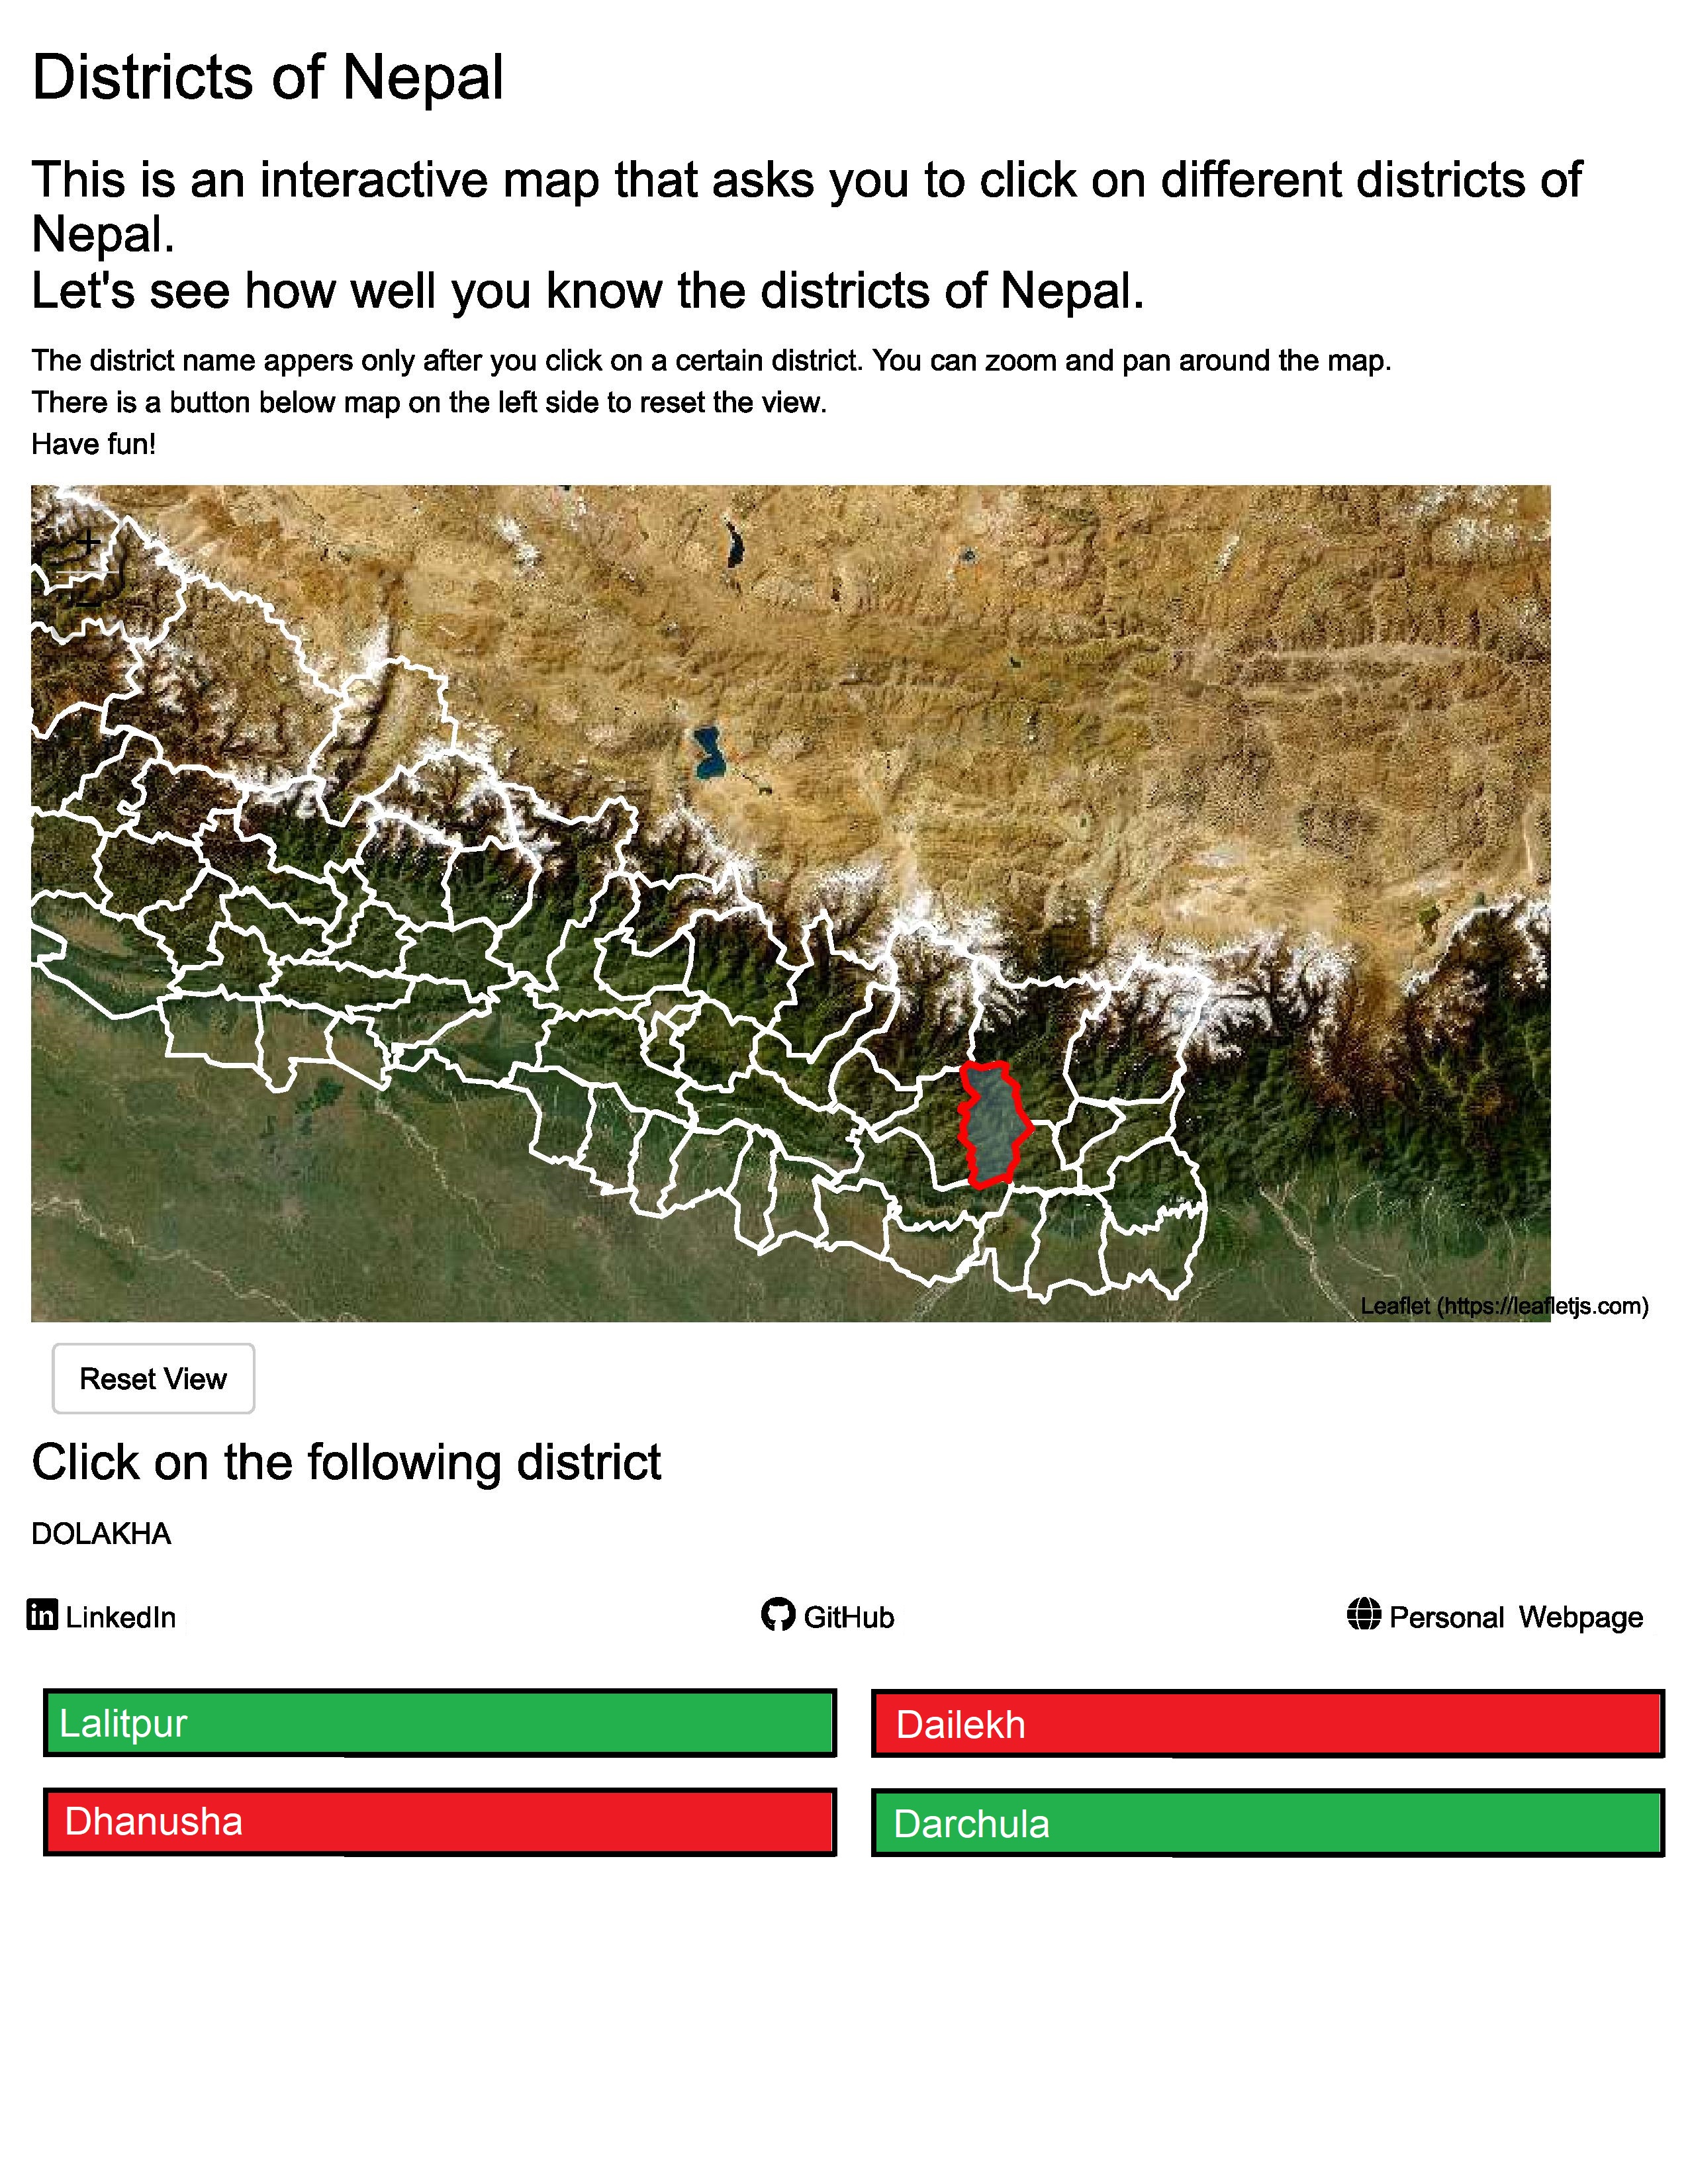 Districts of Nepal
This is an interactive map that asks you to click on different districts of
Nepal.
Let's see how well you know the districts of Nepal.
The district name appers only after you click on a certain district. You can zoom and pan around the map.
There is a button below map on the left side to reset the view.
Have fun!
+
−
Leaflet (https://leafletjs.com)
Reset View
Click on the following district
DOLAKHA
in LinkedIn GitHub Personal Webpage
Lalitpur Dailekh
Dhanusha Darchula